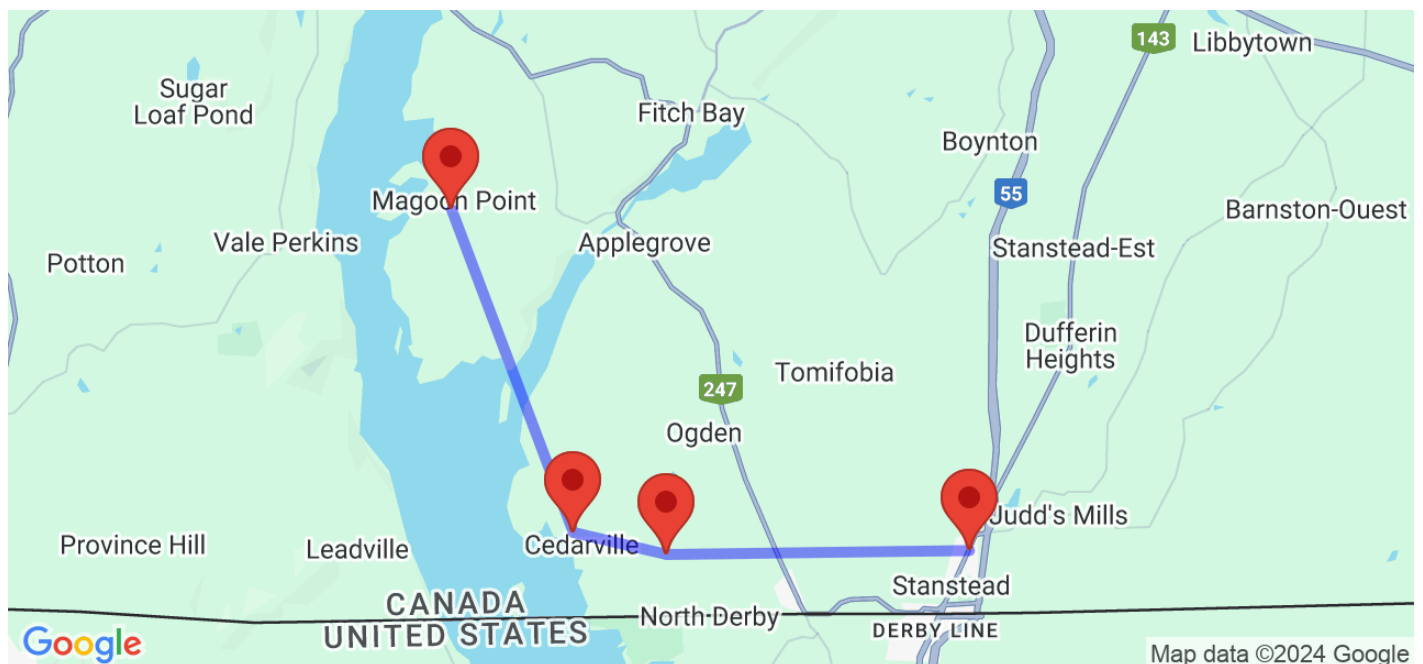 143
Libbytown
Sugar
Loaf Pond
Fitch Bay
Boynton
55
Magoon Point
Barnston-Ouest
Vale Perkins
Applegrove
Stanstead-Est
Potton
Dufferin
Heights
Tomifobia
247
Ogden
Judd's Mills
Province Hill
Leadville
Cedarville
Stanstead
CANADA
UNITED STATES
North-Derby
DERBY LINE
Google
Map data ©2024 Google